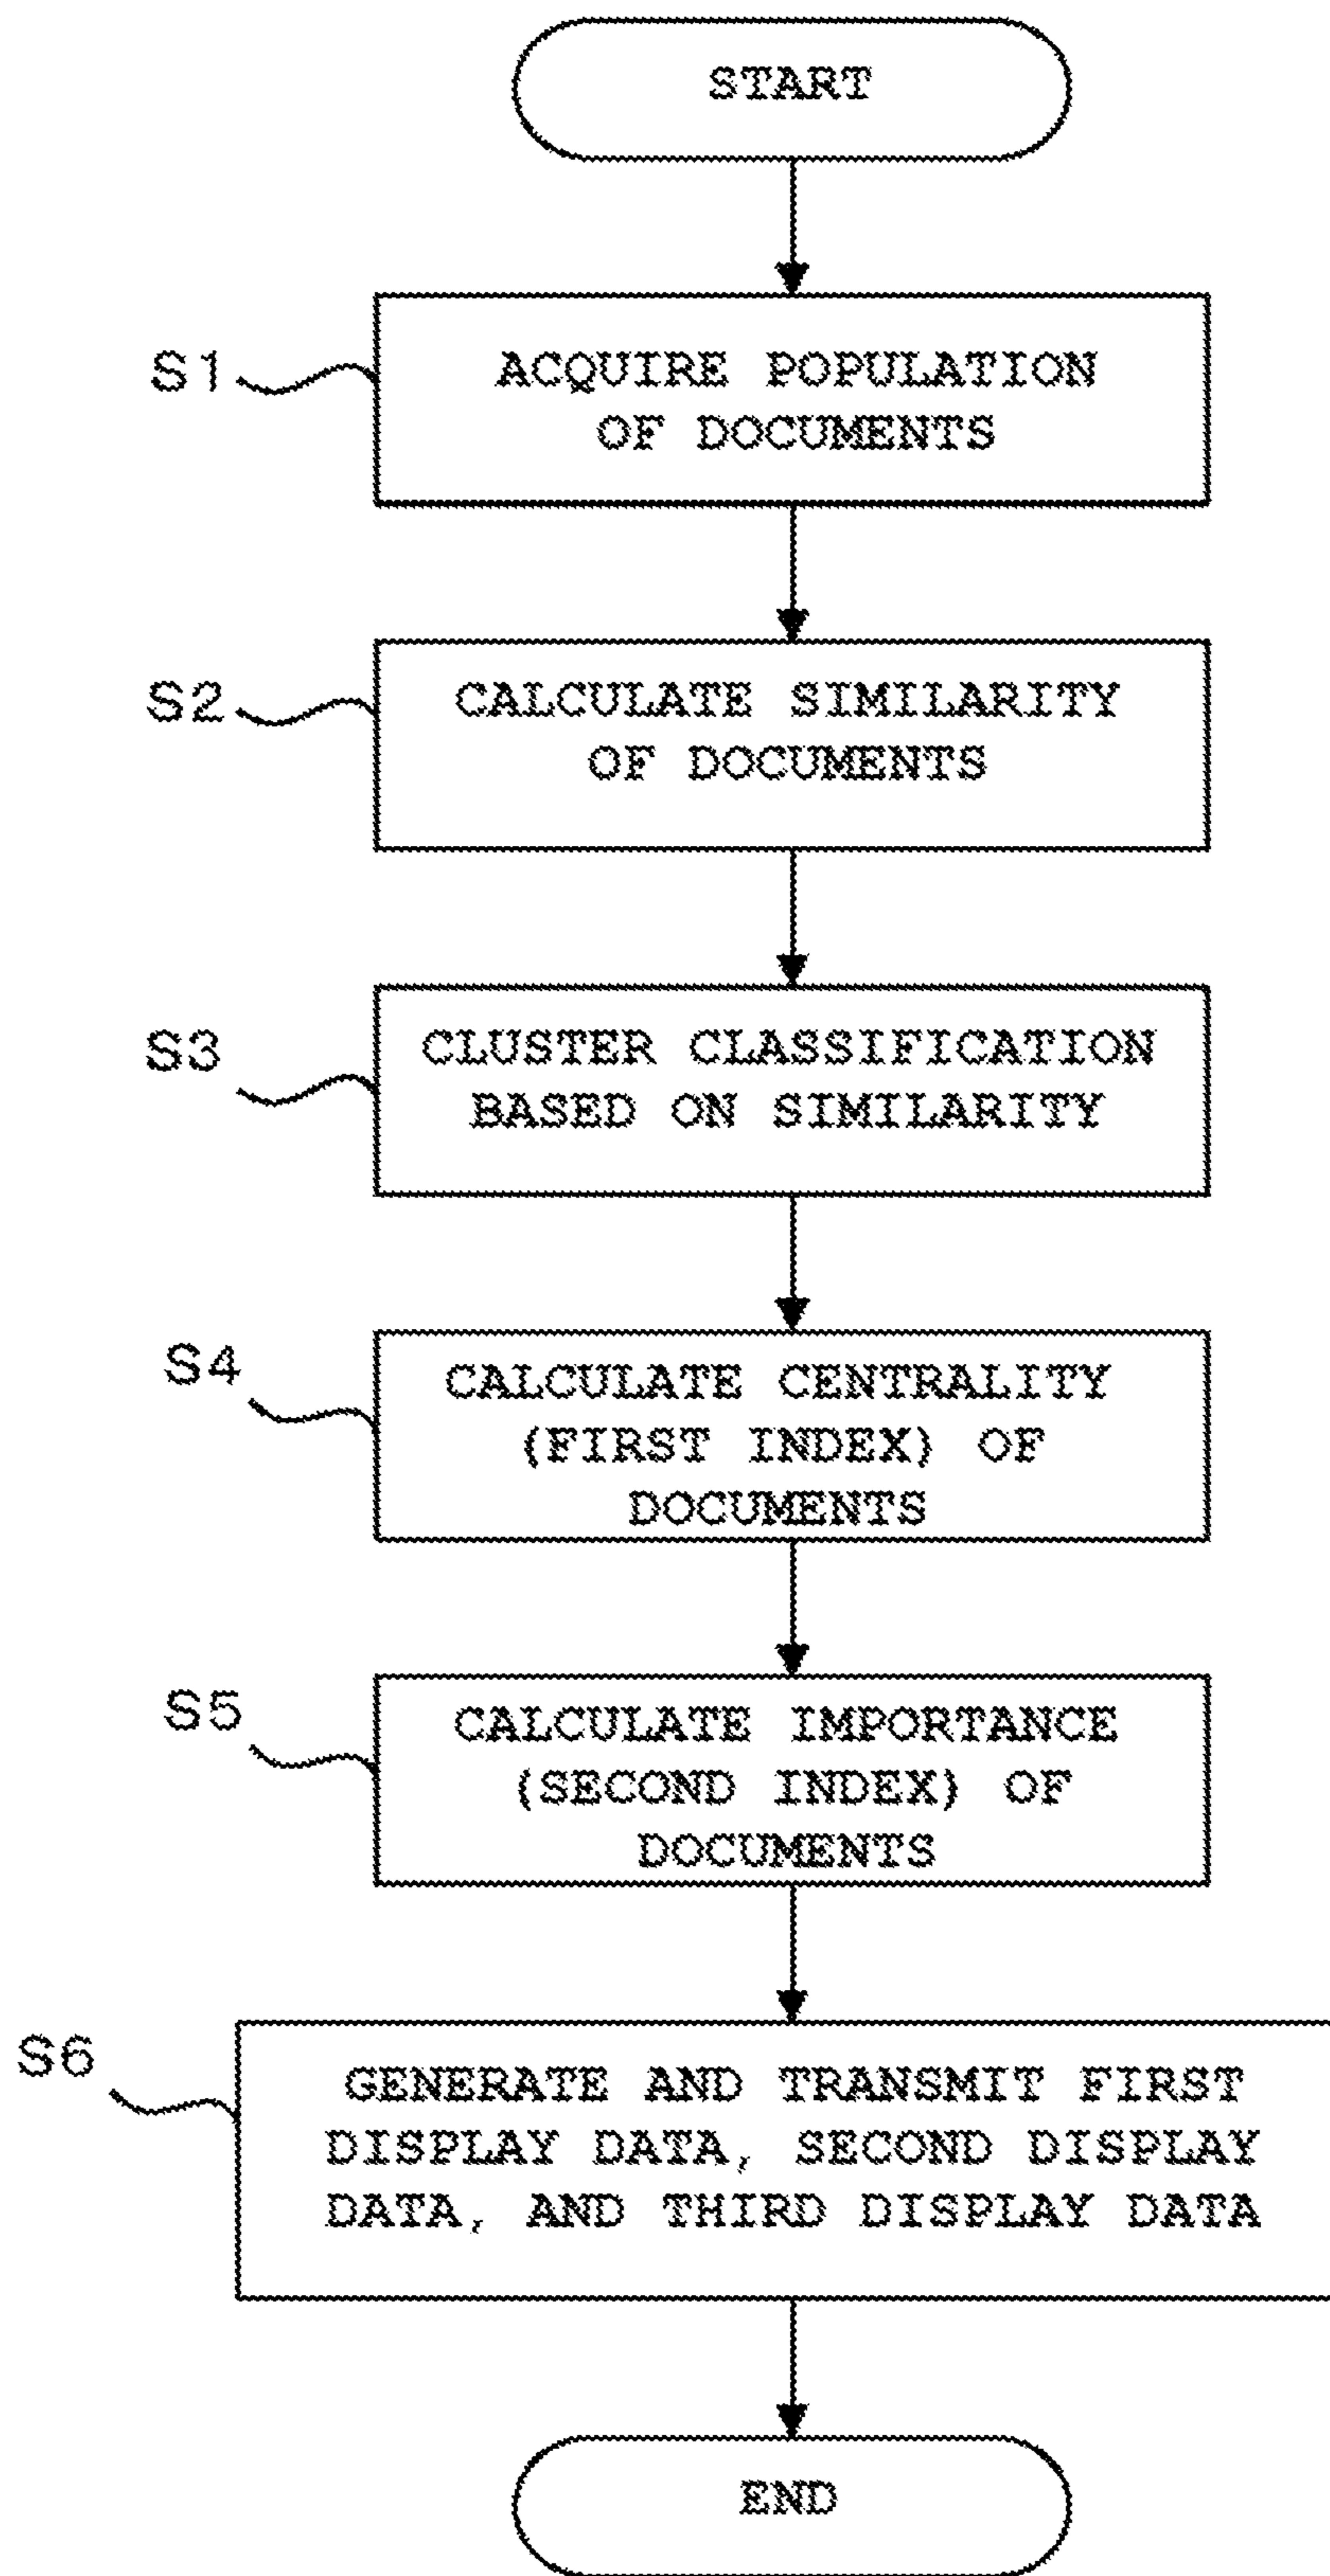 START
S1
ACQUIRE POPULATION
OF DOCUMENTS
S2
CALCULATE SIMILARITY
OF DOCUMENTS
S3
CLUSTER CLASSIFICATION
BASED ON SIMILARITY
S4
CALCULATE CENTRALITY
(FIRST INDEX) OF
DOCUMENTS
S5
CALCULATE IMPORTANCE
(SECOND INDEX) OF
DOCUMENTS
S6
GENERATE AND TRANSMIT FIRST
DISPLAY DATA, SECOND DISPLAY
DATA, AND THIRD DISPLAY DATA
END